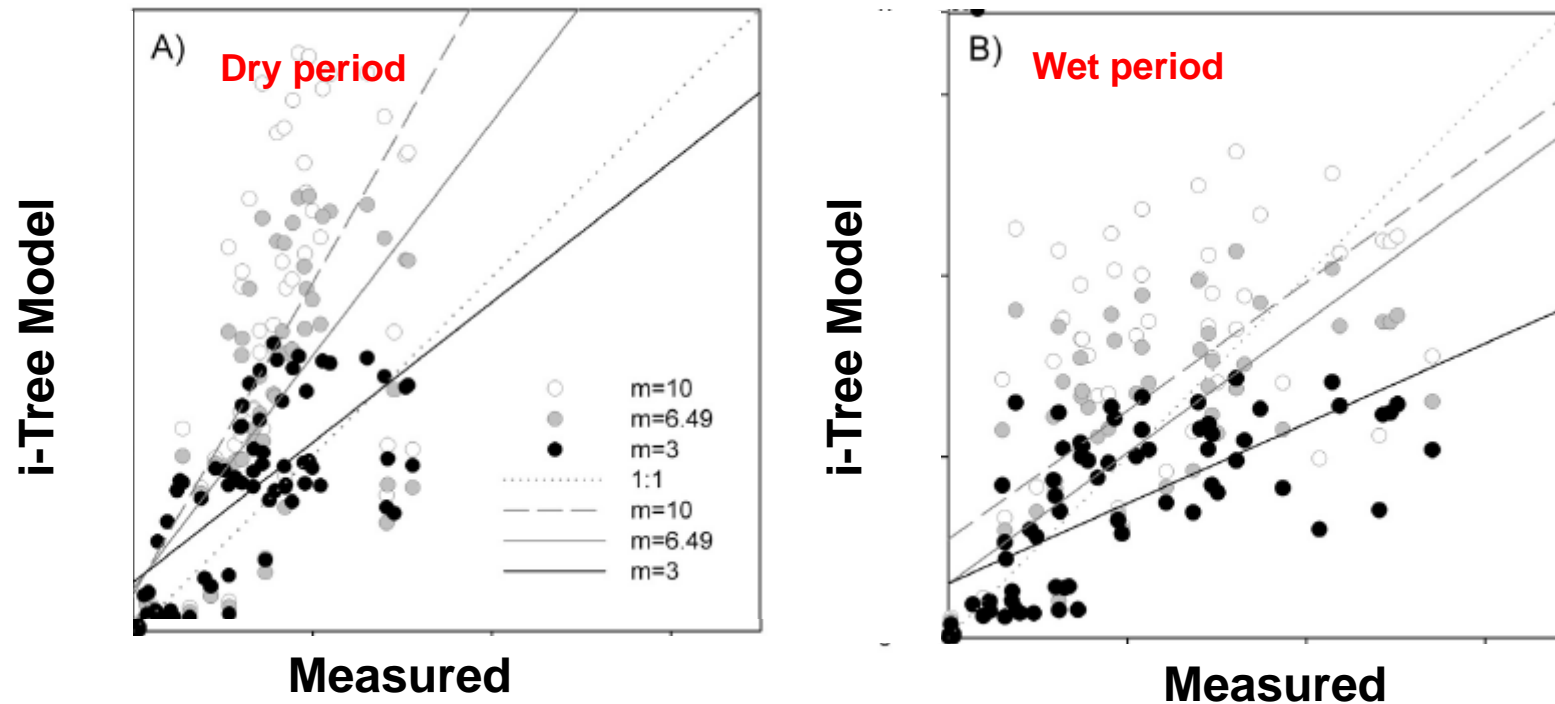 A)
Dry period
i-Tree Model
m=10
m=6.49
m=3
1:1
m=10
m=6.49
m=3
Measured
B)
Wet period
i-Tree Model
Measured